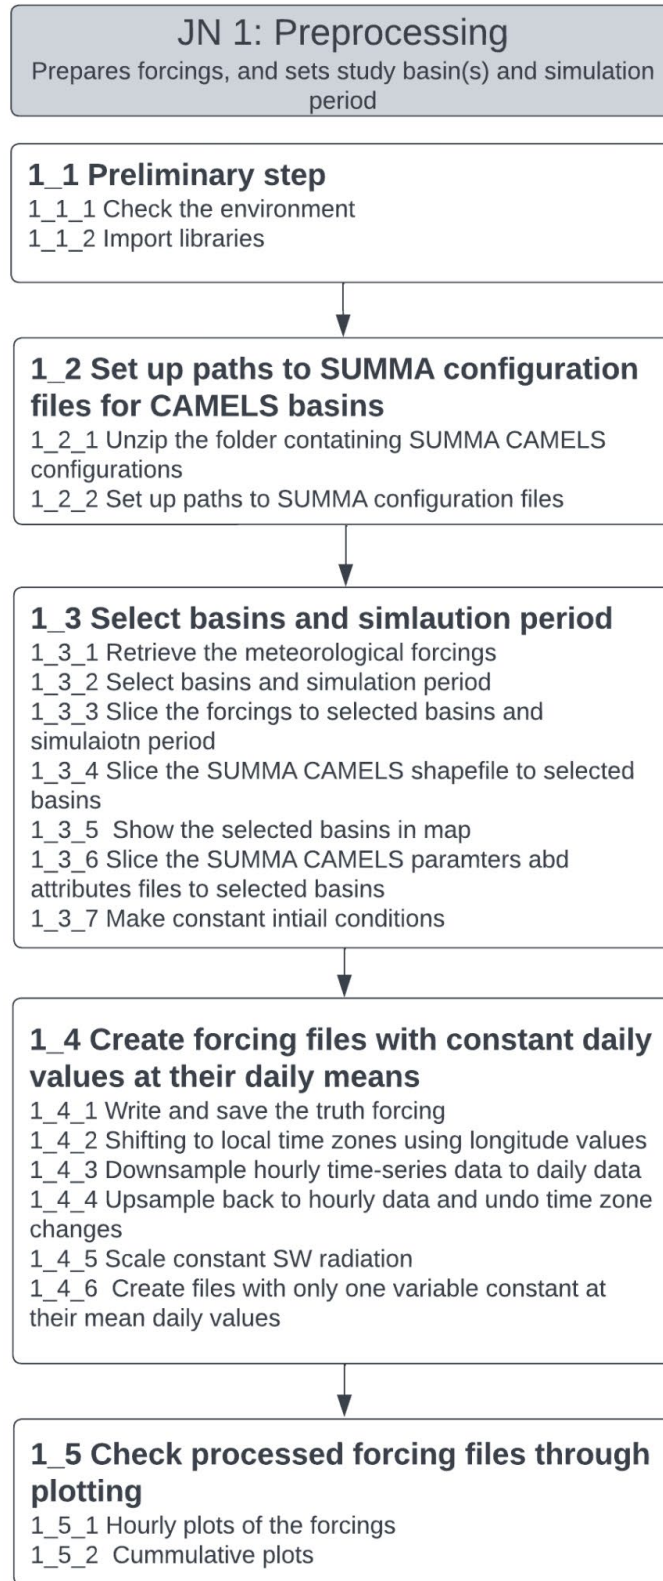 JN 1: Preprocessing
Prepares forcings, and sets study basin(s) and simulation
period
1_1 Preliminary step
1_1_1 Check the environment
1_1_2 Import libraries
1_2 Set up paths to SUMMA configuration
files for CAMELS basins
1_2_1 Unzip the folder contatining SUMMA CAMELS
configurations
1_2_2 Set up paths to SUMMA configuration files
1_3 Select basins and simlaution period
1_3_1 Retrieve the meteorological forcings
1_3_2 Select basins and simulation period
1_3_3 Slice the forcings to selected basins and
simulaiotn period
1_3_4 Slice the SUMMA CAMELS shapefile to selected
basins
1_3_5  Show the selected basins in map
1_3_6 Slice the SUMMA CAMELS paramters abd
attributes files to selected basins
1_3_7 Make constant intiail conditions
1_4 Create forcing files with constant daily
values at their daily means
1_4_1 Write and save the truth forcing
1_4_2 Shifting to local time zones using longitude values
1_4_3 Downsample hourly time-series data to daily data
1_4_4 Upsample back to hourly data and undo time zone
changes
1_4_5 Scale constant SW radiation
1_4_6  Create files with only one variable constant at
their mean daily values
1_5 Check processed forcing files through
plotting
1_5_1 Hourly plots of the forcings
1_5_2  Cummulative plots